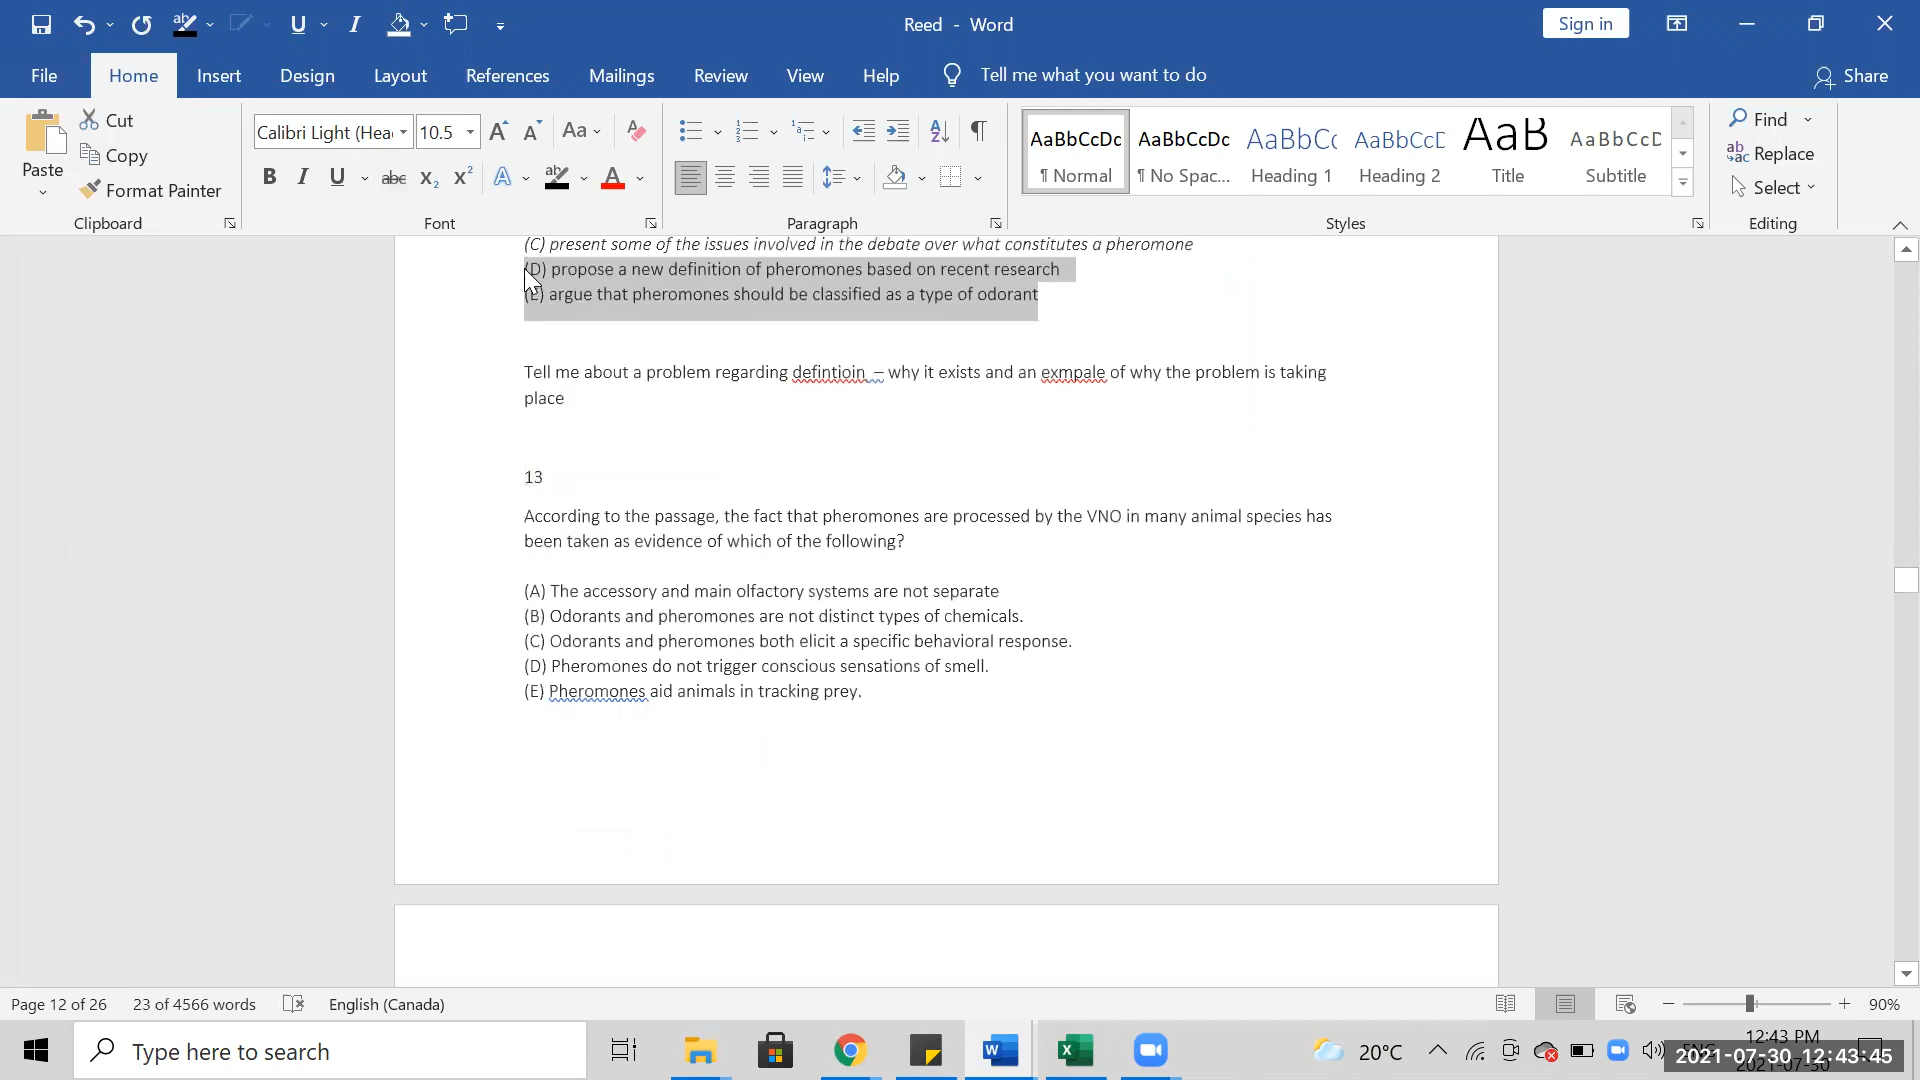 Reed - Word
Sign in
File
Home
Insert
Design
Layout
References
Mailings
Review
View
Help
Tell me what you want to do
Share
Paste
Cut
Copy
Format Painter
Clipboard
Calibri Light (Hea
10.5
Font
Paragraph
AaBbCcDc
¶ Normal
AaBbCcDc
¶ No Spac...
AaBbCc
Heading 1
AaBbCcD
Heading 2
AaB
Title
AaBbCcD
Subtitle
Styles
Find
Replace
Select
Editing
(C) present some of the issues involved in the debate over what constitutes a pheromone
(D) propose a new definition of pheromones based on recent research
(E) argue that pheromones should be classified as a type of odorant
Tell me about a problem regarding defintioin – why it exists and an exmpale of why the problem is taking
place
13
According to the passage, the fact that pheromones are processed by the VNO in many animal species has
been taken as evidence of which of the following?
(A) The accessory and main olfactory systems are not separate
(B) Odorants and pheromones are not distinct types of chemicals.
(C) Odorants and pheromones both elicit a specific behavioral response.
(D) Pheromones do not trigger conscious sensations of smell.
(E) Pheromones aid animals in tracking prey.
Page 12 of 26
23 of 4566 words
English (Canada)
90%
Type here to search
20°C
12:43 PM
2021-07-30 12:43:45